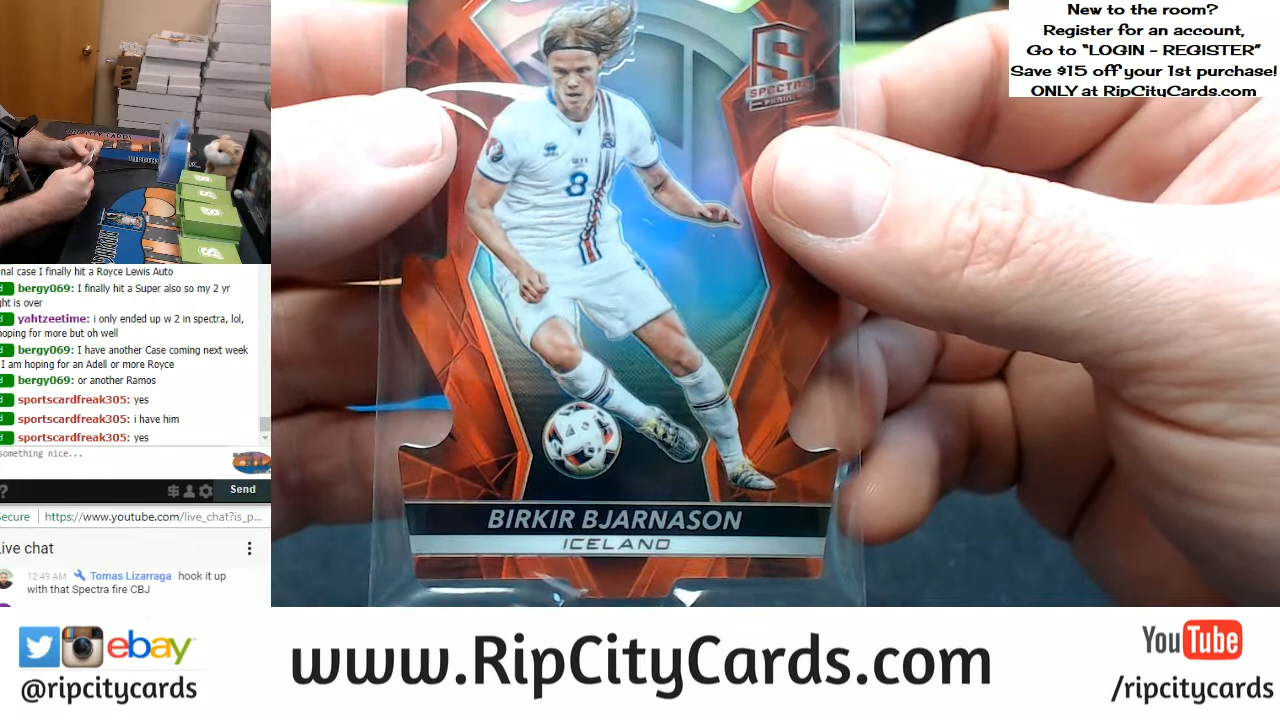 New to the room?
Register for an account,
Go to “LOGIN - REGISTER”
Save $15 off your 1st purchase!
ONLY at RipCityCards.com
S
SPECTRA
PANINI
8
BIRKIR BJARNASON
ICELAND
nal case I finally hit a Royce Lewis Auto
bergy069: I finally hit a Super also so my 2 yr
ght is over
yahtzeetime: i only ended up w 2 in spectra, lol,
hoping for more but oh well
bergy069: I have another Case coming next week
I am hoping for an Adell or more Royce
bergy069: or another Ramos
sportscardfreak305: yes
sportscardfreak305: i have him
sportscardfreak305: yes
something nice...
Send
Secure | https://www.youtube.com/live_chat?is_p...
Live chat
12:49 AM Tomas Lizarraga hook it up
with that Spectra fire CBJ
ebay
@ripcitycards
www.RipCityCards.com
YouTube
/ripcitycards